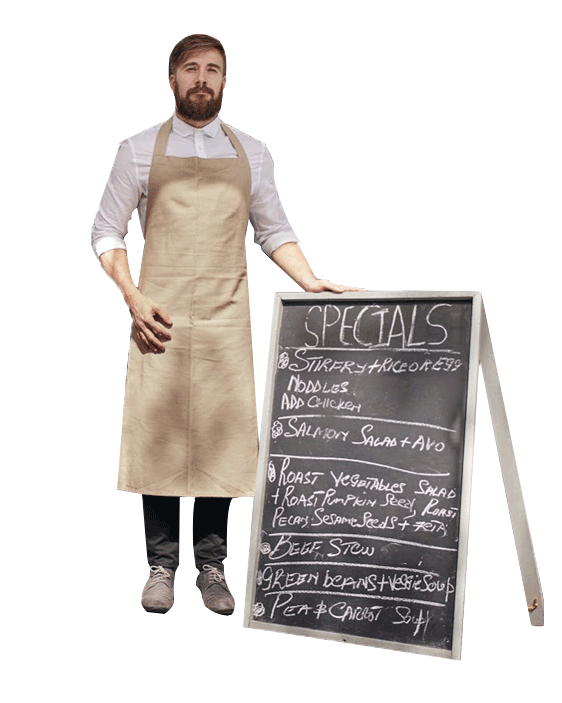 SPECIALS
STIRFRY + RICE OR EGG
NODDLES
ADD CHICKEN
SALMON SALAD + AVO
ROAST VEGETABLES SALAD
+ ROAST PUMPKIN SEED, ROAST
PECAN, SESAME SEEDS + FETA
BEEF STEW
GREEN BEANS + VEGGIE SOUP
PEA & CARROT SOUP